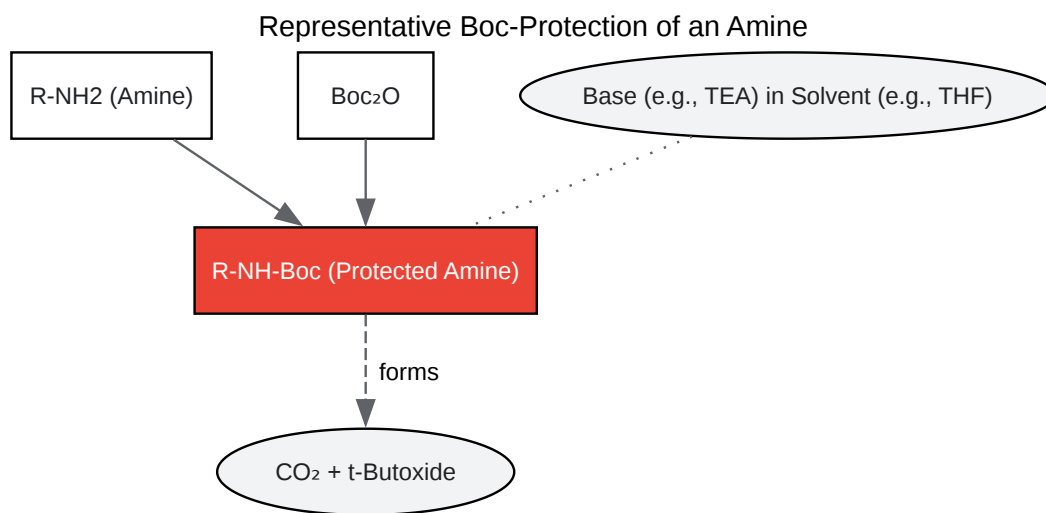 Representative Boc-Protection of an Amine
R-NH2 (Amine)
Boc₂O
Base (e.g., TEA) in Solvent (e.g., THF)
R-NH-Boc (Protected Amine)
forms
CO₂ + t-Butoxide